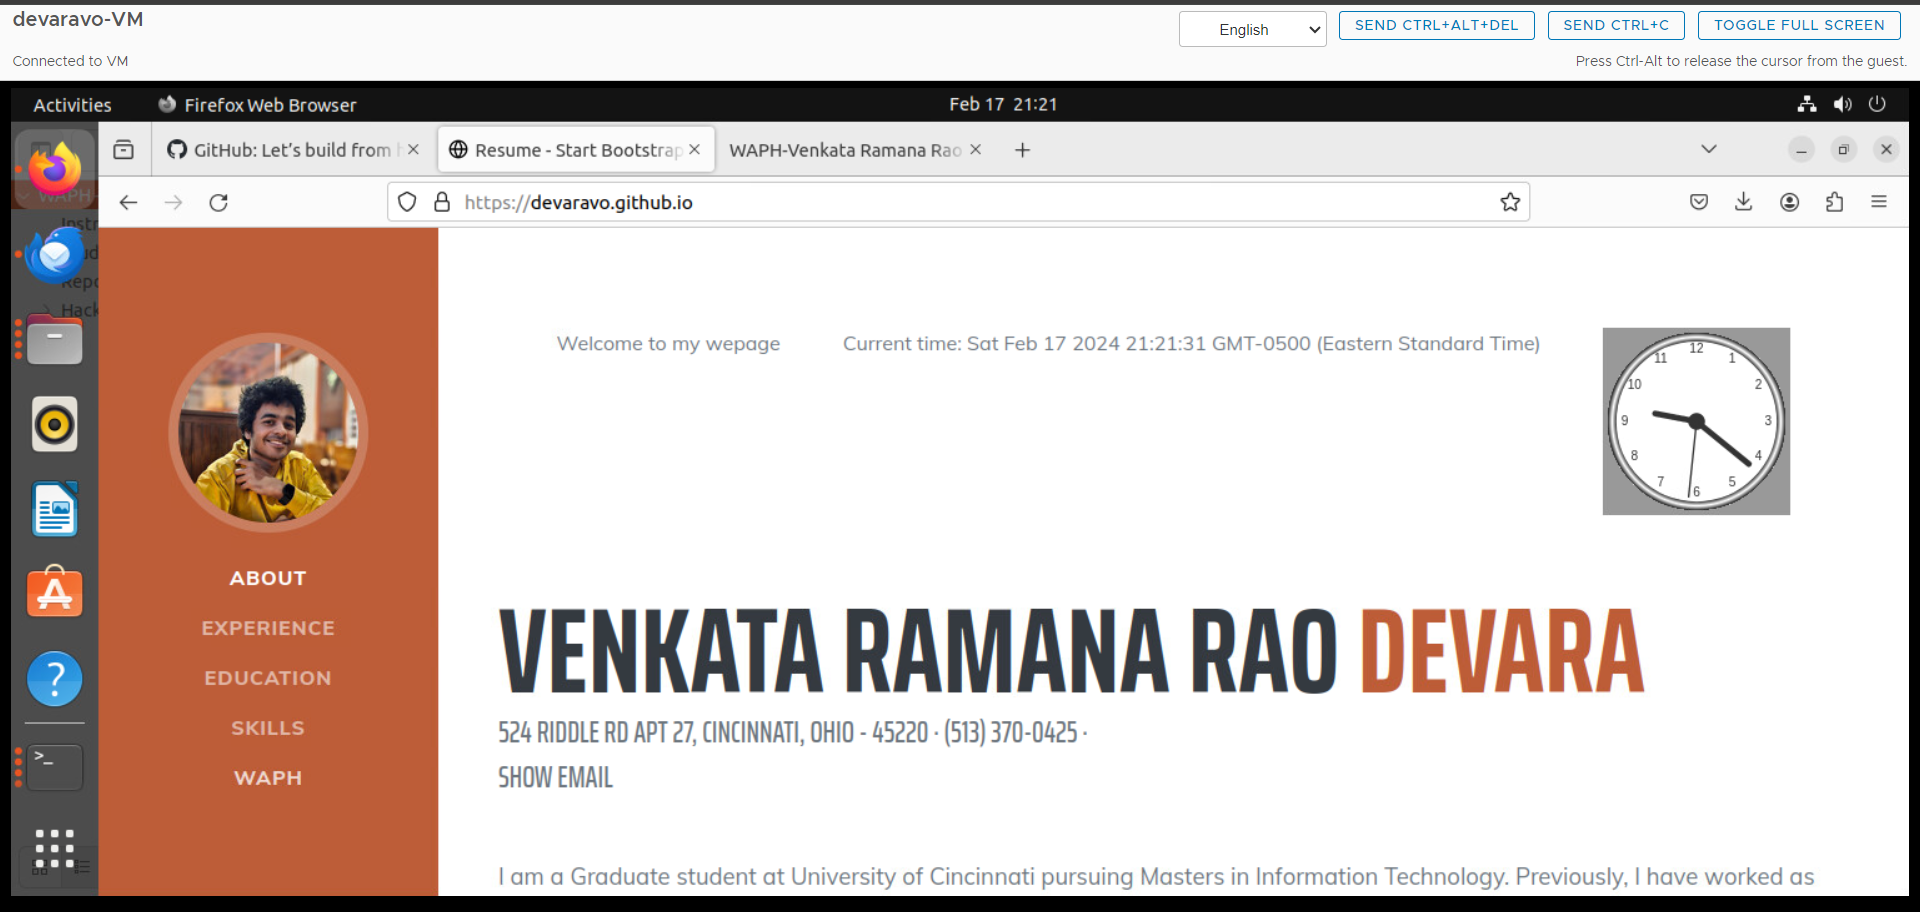 devaravo-VM
English
SEND CTRL+ALT+DEL
SEND CTRL+C
TOGGLE FULL SCREEN
Connected to VM
Press Ctrl-Alt to release the cursor from the guest.
Activities
Firefox Web Browser
Feb 17 21:21
GitHub: Let's build from
Resume - Start Bootstrap
WAPH-Venkata Ramana Rao
https://devaravo.github.io
WAPH
Hack
Welcome to my wepage
Current time: Sat Feb 17 2024 21:21:31 GMT-0500 (Eastern Standard Time)
12
11
1
10
2
9
3
8
4
7
5
6
ABOUT
EXPERIENCE
EDUCATION
SKILLS
WAPH
VENKATA RAMANA RAO DEVARA
524 RIDDLE RD APT 27, CINCINNATI, OHIO - 45220 · (513) 370-0425 ·
SHOW EMAIL
I am a Graduate student at University of Cincinnati pursuing Masters in Information Technology. Previously, I have worked as